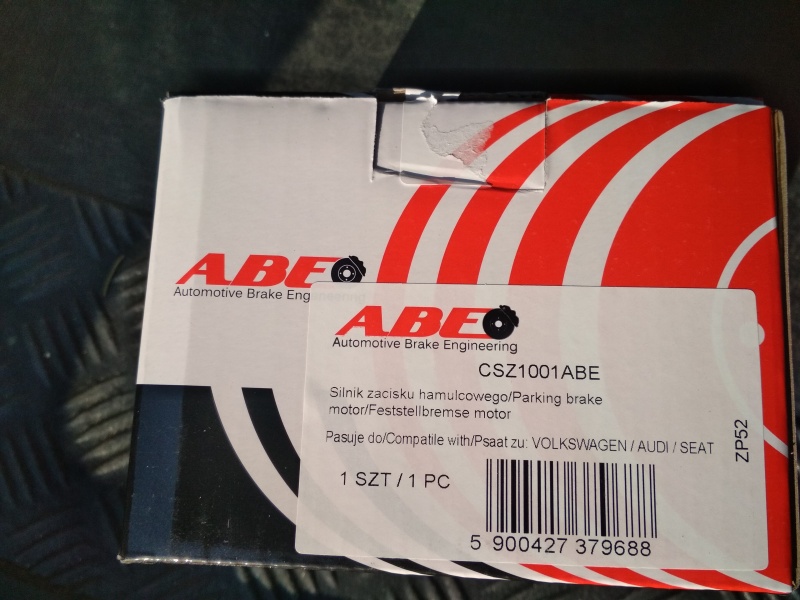 ABE
Automotive Brake Engineering
ABE
Automotive Brake Engineering
CSZ1001ABE
Silnik zacisku hamulcowego/Parking brake
motor/Feststellbremse motor
Pasuje do/Compatile with/Psaat zu: VOLKSWAGEN / AUDI / SEAT
1 SZT / 1 PC
5 900427 379688
ZP52